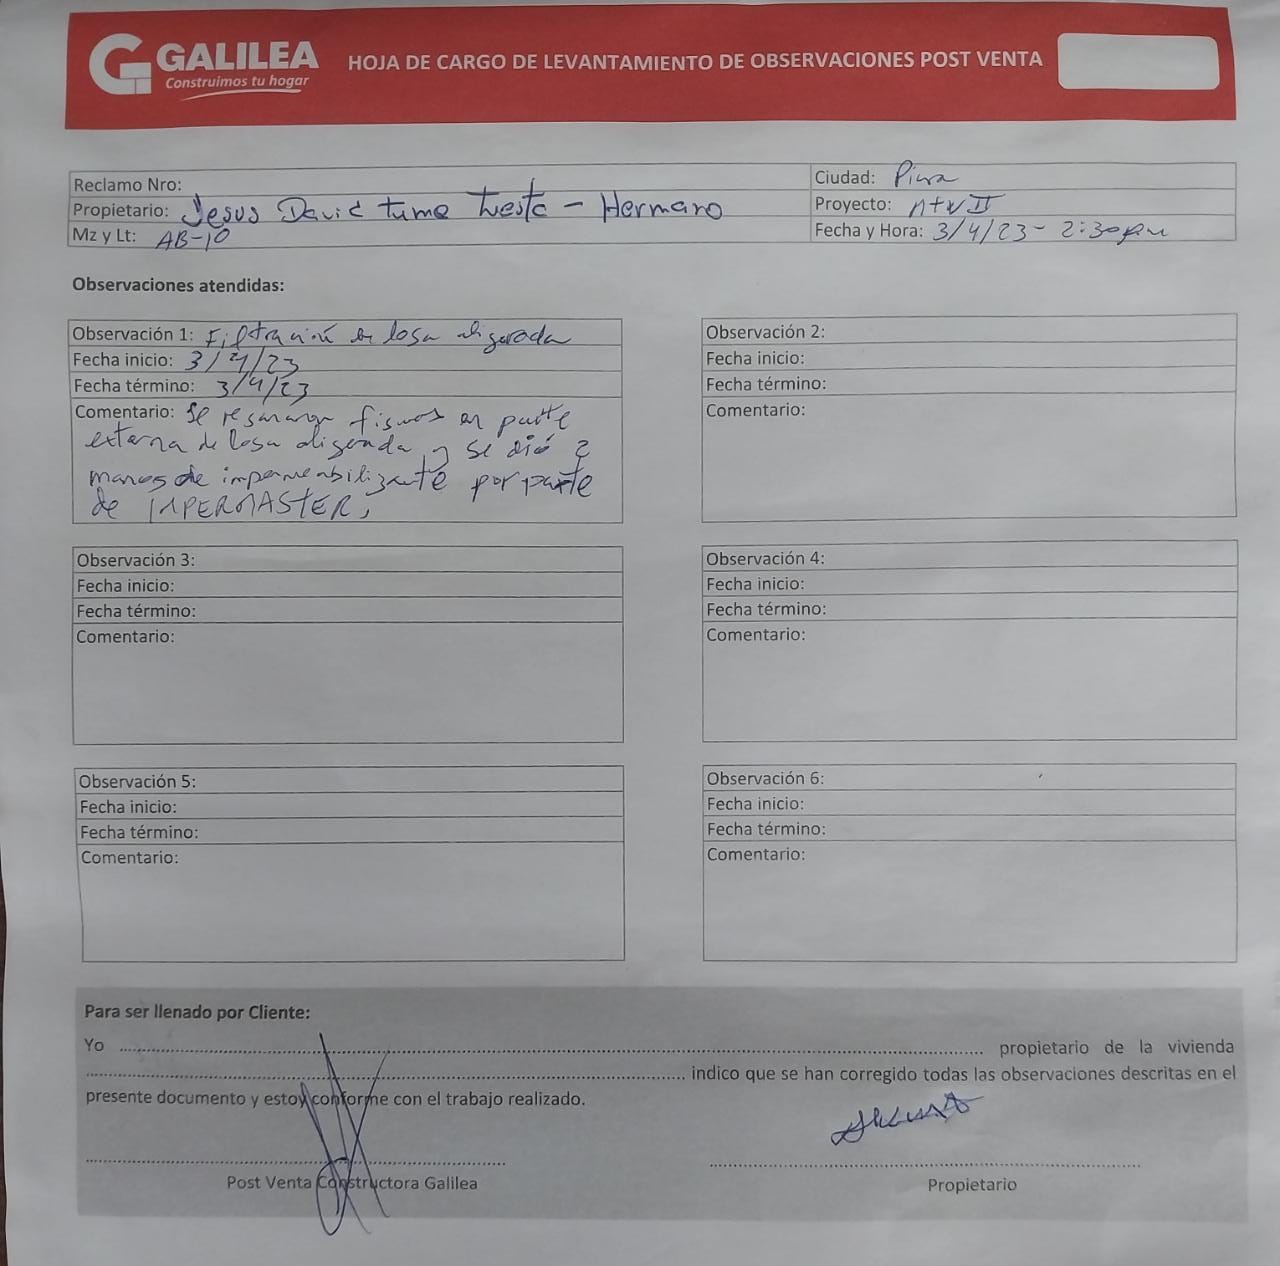 GALILEA
Construimos tu hogar
HOJA DE CARGO DE LEVANTAMIENTO DE OBSERVACIONES POST VENTA
Reclamo Nro:
Ciudad: Piura
Propietario: Jesus David tume - Hermano
Proyecto:
Mz y Lt: AB-10
Fecha y Hora: 3/4/23 - 2:30pm
Observaciones atendidas:
Observación 1: Filtración en losa aligerada
Fecha inicio: 3/4/23
Fecha término: 3/4/23
Comentario: Se en parte
externa de losa aligerada y se dió 2
manos de impermeabilizante por parte
de IMPERMASTER,
Observación 2:
Fecha inicio:
Fecha término:
Comentario:
Observación 3:
Fecha inicio:
Fecha término:
Comentario:
Observación 4:
Fecha inicio:
Fecha término:
Comentario:
Observación 5:
Fecha inicio:
Fecha término:
Comentario:
Observación 6:
Fecha inicio:
Fecha término:
Comentario:
Para ser llenado por Cliente:
Yo ........ propietario de la vivienda
........ indico que se han corregido todas las observaciones descritas en el
presente documento y estoy conforme con el trabajo realizado.
Post Venta Constructora Galilea
Propietario